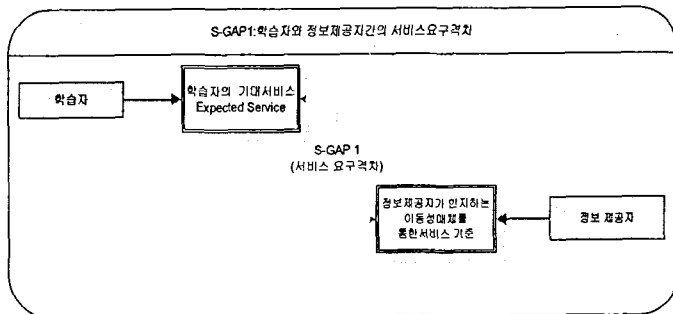 S-GAP1:학습자와 정보제공자간의 서비스요구격차
학습자
학습자의 기대서비스
Expected Service
S-GAP 1
(서비스 요구격차)
정보제공자가 인지하는
이동성매체를
통한서비스 기준
정보 제공자